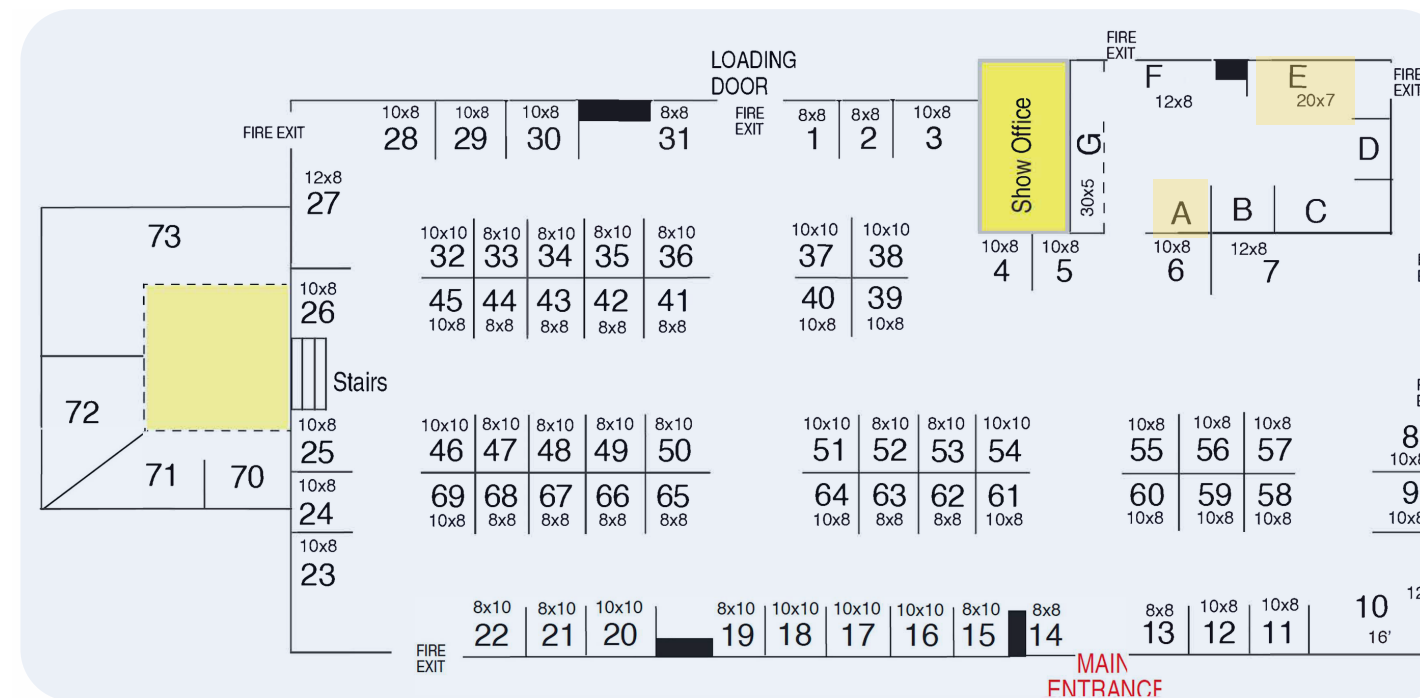 LOADING
DOOR
FIRE
EXIT
FIRE
EXIT
FIRE EXIT
10x8
28
10x8
29
10x8
30
8x8
31
8x8
1
8x8
2
10x8
3
Show Office
G
30x5
F
12x8
E
20x7
FIRE
EXIT
D
A
B
C
12x8
27
73
10x10 8x10 8x10 8x10 8x10
32 33 34 35 36
45 44 43 42 41
10x8 8x8 8x8 8x8 8x8
10x10 10x10
37 38
40 39
10x8 10x8
10x8 10x8
4 5
10x8 12x8
6 7
10x8
26
Stairs
72
10x8
25
71 70
10x8
24
10x8
23
10x10 8x10 8x10 8x10 8x10
46 47 48 49 50
69 68 67 66 65
10x8 8x8 8x8 8x8 8x8
10x10 8x10 8x10 10x10
51 52 53 54
64 63 62 61
10x8 8x8 8x8 10x8
10x8 10x8 10x8
55 56 57
60 59 58
10x8 10x8 10x8
8
10x8
9
10x8
8x10 8x10 10x10
22 21 20
8x10 10x10 10x10 10x10 8x10 8x8
19 18 17 16 15 14
8x8 10x8 10x8
13 12 11
10
16'
FIRE
EXIT
MAIN
ENTRANCE